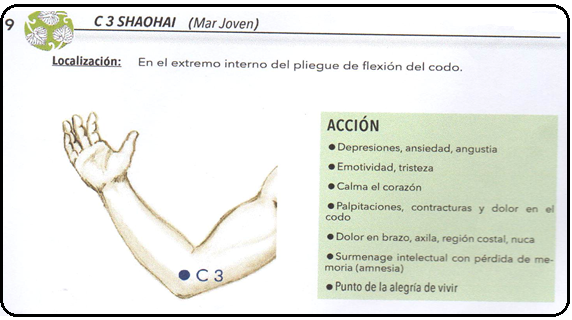 9
C 3 SHAOHAI (Mar Joven)
Localización: En el extremo interno del pliegue de flexión del codo.
ACCIÓN
● Depresiones, ansiedad, angustia
● Emotividad, tristeza
● Calma el corazón
● Palpitaciones, contracturas y dolor en el
codo
● Dolor en brazo, axila, región costal, nuca
● Surmenage intelectual con pérdida de me-
moria (amnesia)
● Punto de la alegría de vivir
C 3